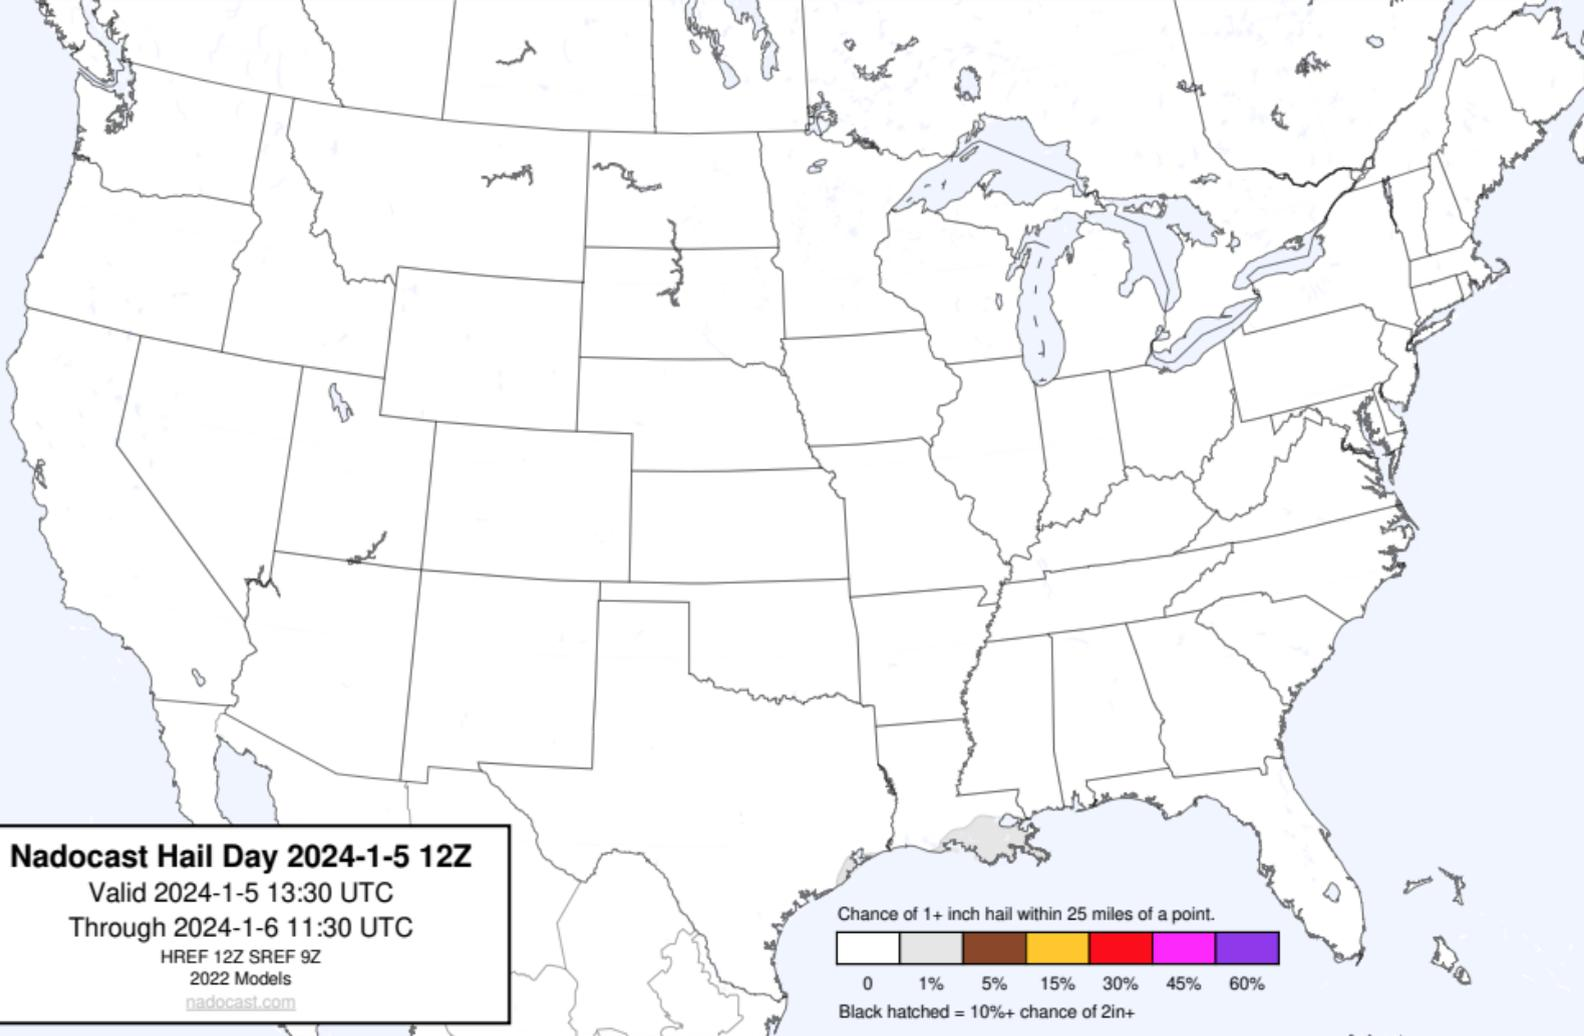 Nadocast Hail Day 2024-1-5 12Z
Valid 2024-1-5 13:30 UTC
Through 2024-1-6 11:30 UTC
HREF 12Z SREF 9Z
2022 Models
nadocast.com
Chance of 1+ inch hail within 25 miles of a point.
0 1% 5% 15% 30% 45% 60%
Black hatched = 10%+ chance of 2in+